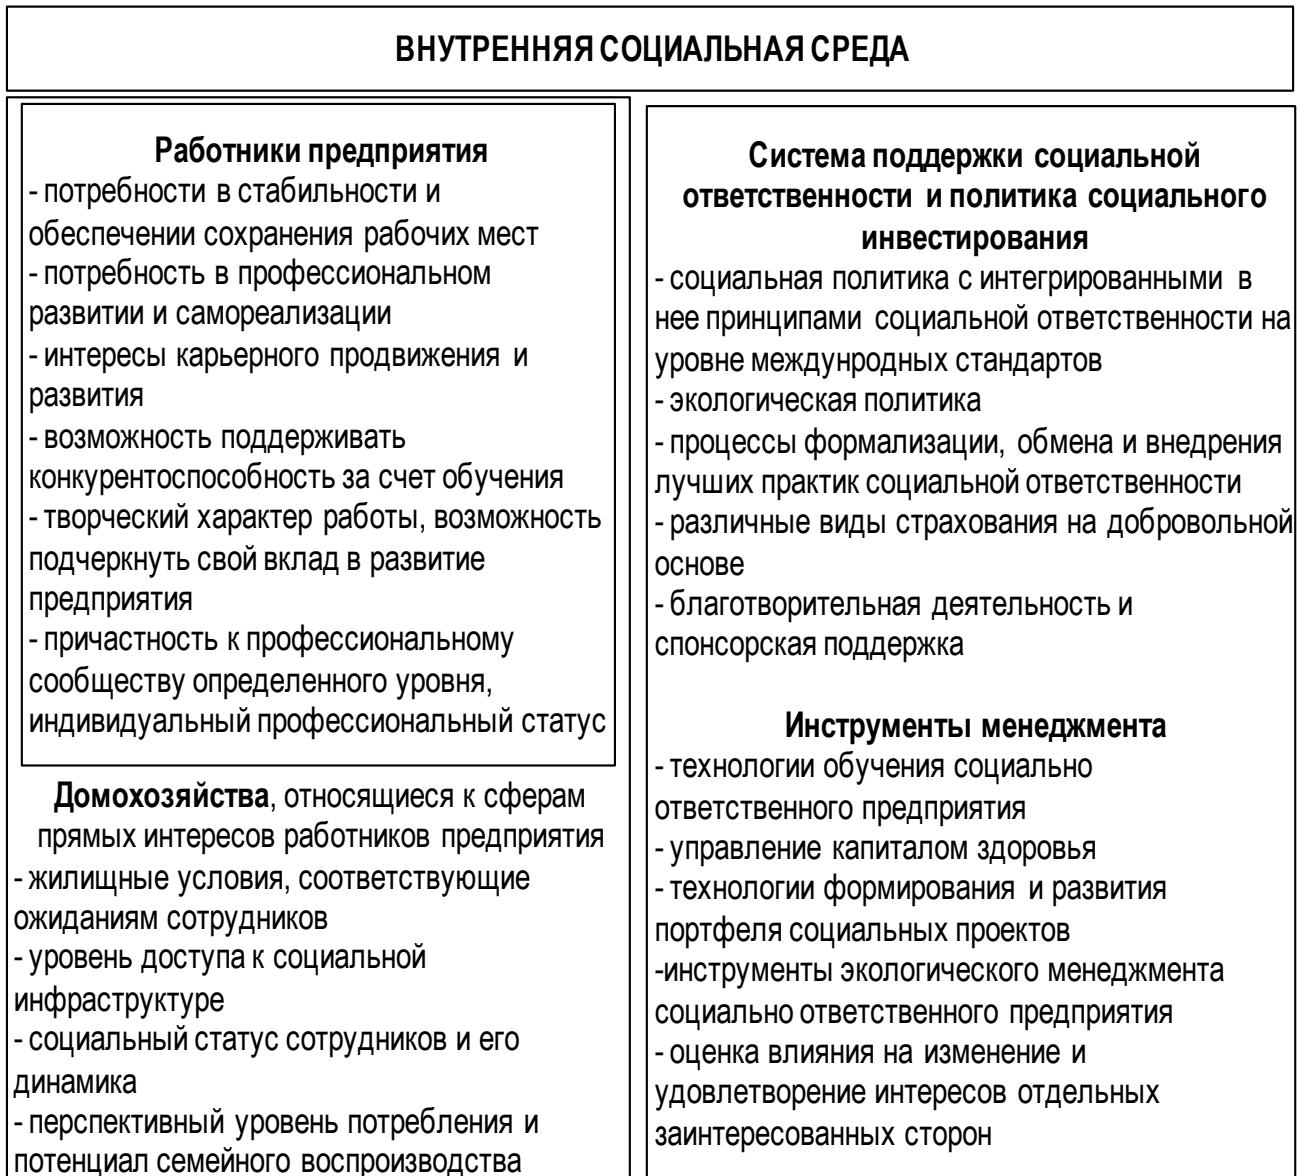 ВНУТРЕННЯЯ СОЦИАЛЬНАЯ СРЕДА
Работники предприятия
- потребности в стабильности и
обеспечении сохранения рабочих мест
- потребность в профессиональном
развитии и самореализации
- интересы карьерного продвижения и
развития
- возможность поддерживать
конкурентоспособность за счет обучения
- творческий характер работы, возможность
подчеркнуть свой вклад в развитие
предприятия
- причастность к профессиональному
сообществу определенного уровня,
индивидуальный профессиональный статус
Домохозяйства, относящиеся к сферам
прямых интересов работников предприятия
- жилищные условия, соответствующие
ожиданиям сотрудников
- уровень доступа к социальной
инфраструктуре
- социальный статус сотрудников и его
динамика
- перспективный уровень потребления и
потенциал семейного воспроизводства
Система поддержки социальной
ответственности и политика социального
инвестирования
- социальная политика с интегрированными в
нее принципами социальной ответственности на
уровне междунродных стандартов
- экологическая политика
- процессы формализации, обмена и внедрения
лучших практик социальной ответственности
- различные виды страхования на добровольной
основе
- благотворительная деятельность и
спонсорская поддержка
Инструменты менеджмента
- технологии обучения социально
ответственного предприятия
- управление капиталом здоровья
- технологии формирования и развития
портфеля социальных проектов
-инструменты экологического менеджмента
социально ответственного предприятия
- оценка влияния на изменение и
удовлетворение интересов отдельных
заинтересованных сторон